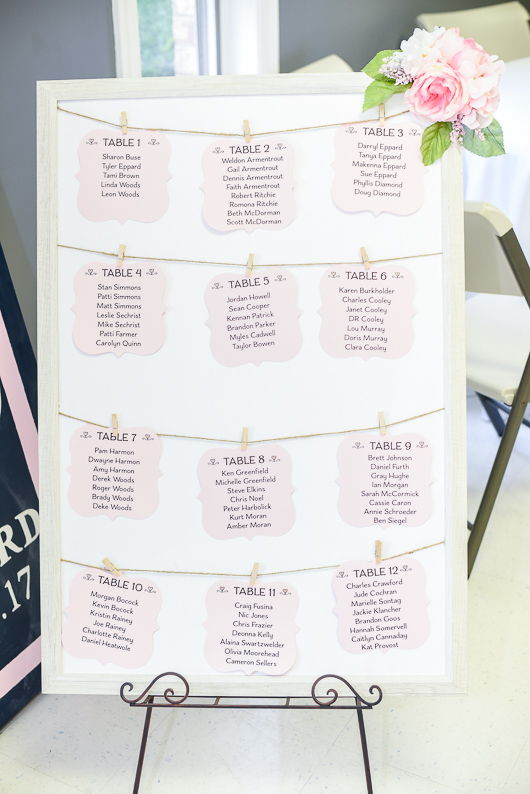 TABLE 1
Sharon Buse
Tyler Eppard
Tami Brown
Linda Woods
Leon Woods
TABLE 2
Weldon Armentrout
Gail Armentrout
Dennis Armentrout
Faith Armentrout
Robert Ritchie
Romona Ritchie
Beth McDorman
Scott McDorman
TABLE 3
Darryl Eppard
Tanya Eppard
Makenna Eppard
Sue Eppard
Phyllis Diamond
Doug Diamond
TABLE 4
Stan Simmons
Patti Simmons
Matt Simmons
Leslie Sechrist
Mike Sechrist
Patti Farmer
Carolyn Quinn
TABLE 5
Jordan Howell
Sean Cooper
Kennan Patrick
Brandon Parker
Myles Cadwell
Taylor Bowen
TABLE 6
Karen Burkholder
Charles Cooley
Janet Cooley
DR Cooley
Lou Murray
Doris Murray
Clara Cooley
TABLE 7
Pam Harmon
Dwayne Harmon
Amy Harmon
Derek Woods
Roger Woods
Brady Woods
Deke Woods
TABLE 8
Ken Greenfield
Michelle Greenfield
Steve Elkins
Chris Noel
Peter Harbolick
Kurt Moran
Amber Moran
TABLE 9
Brett Johnson
Daniel Furth
Gray Hughe
Ian Morgan
Sarah McCormick
Cassie Caron
Annie Schroeder
Ben Siegel
TABLE 10
Morgan Bocock
Kevin Bocock
Kristin Rainey
Joe Rainey
Charlotte Rainey
Daniel Heatwole
TABLE 11
Craig Fusina
Nic Jones
Chris Frazier
Deonna Kelly
Alaina Swartzwelder
Olivia Moorehead
Cameron Sellers
TABLE 12
Charles Crawford
Jude Cochran
Marielle Sontag
Jackie Klancher
Brandon Goos
Hannah Somervell
Caitlyn Cannaday
Kat Provost
RD
.17